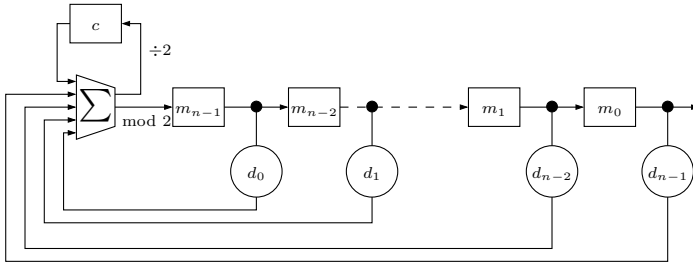 c
÷2
∑
mod 2
m_{n−1}
m_{n−2}
m_1
m_0
d_0
d_1
d_{n−2}
d_{n−1}